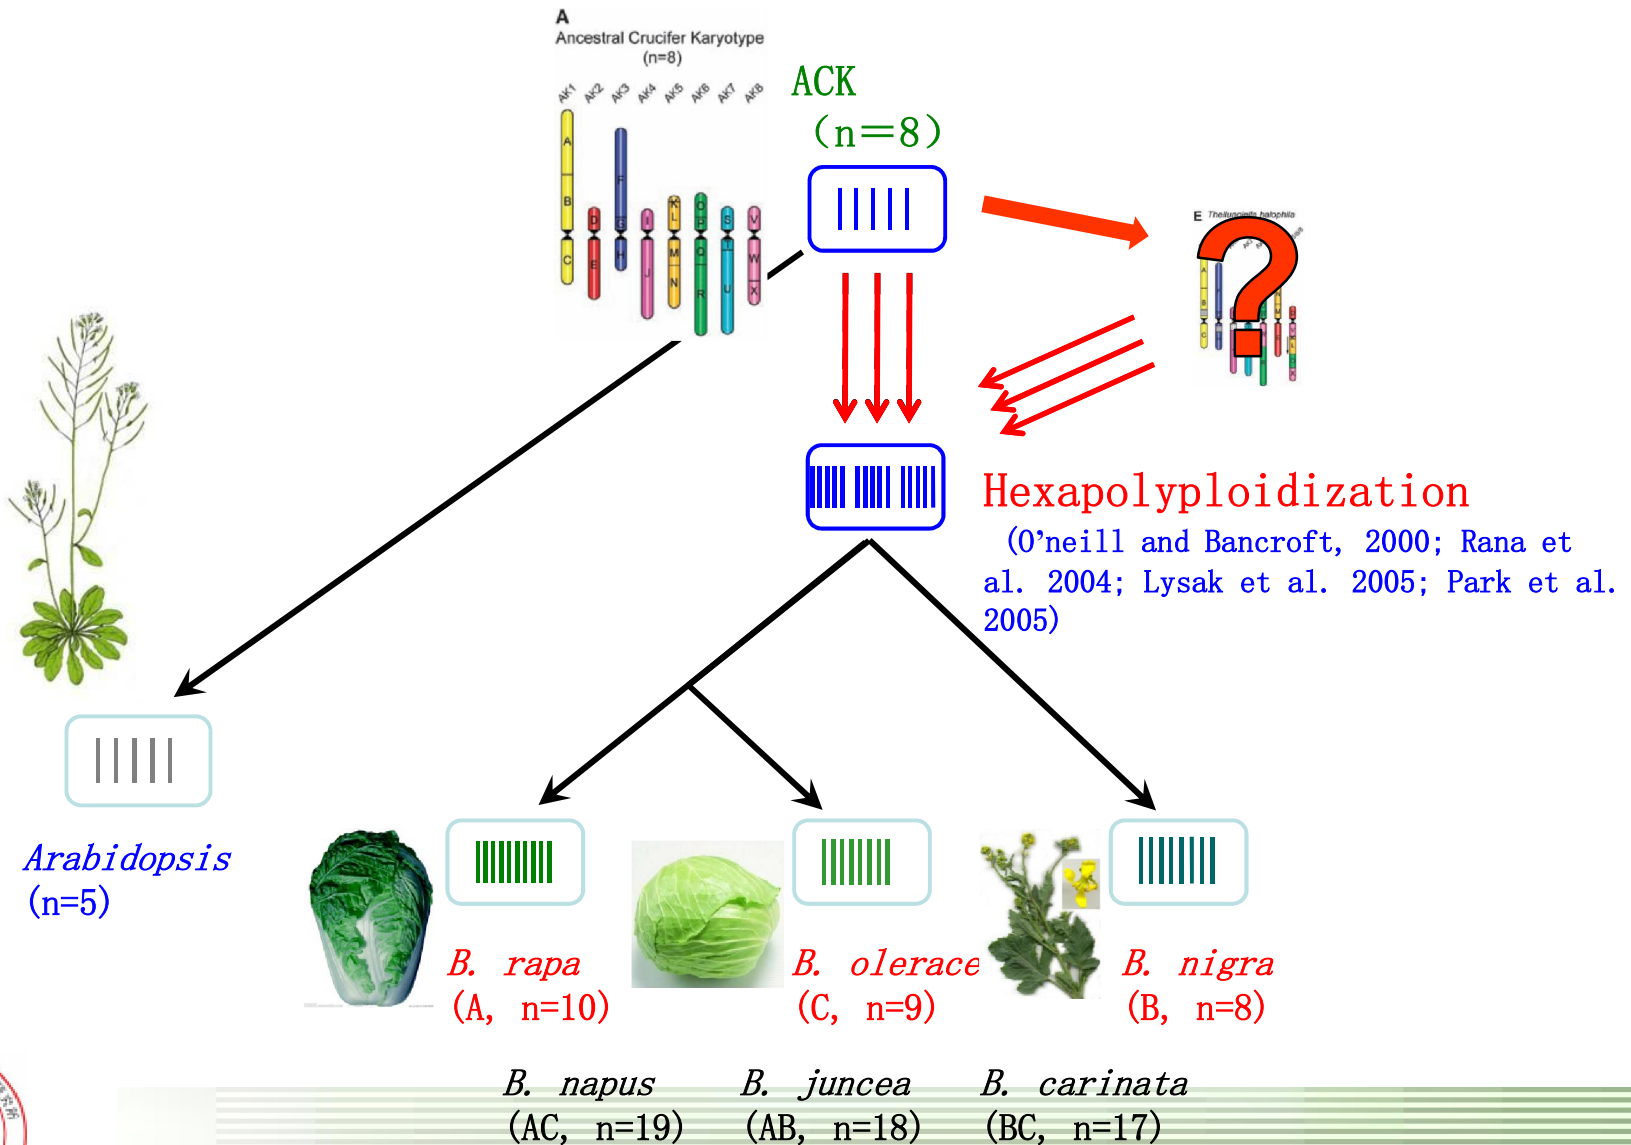 A
Ancestral Crucifer Karyotype
(n=8)
AK1 AK2 AK3 AK4 AK5 AK6 AK7 AK8
A
B
C
D
E
F
G
H
I
J
K
L
M
N
O
P
Q
R
S
T
U
V
W
X
ACK
(n＝8)
E Thellungiella halophila
Hexapolyploidization
(O’neill and Bancroft, 2000; Rana et
al. 2004; Lysak et al. 2005; Park et al.
2005)
Arabidopsis
(n=5)
B. rapa
(A, n=10)
B. olerace
(C, n=9)
B. nigra
(B, n=8)
B. napus
(AC, n=19)
B. juncea
(AB, n=18)
B. carinata
(BC, n=17)